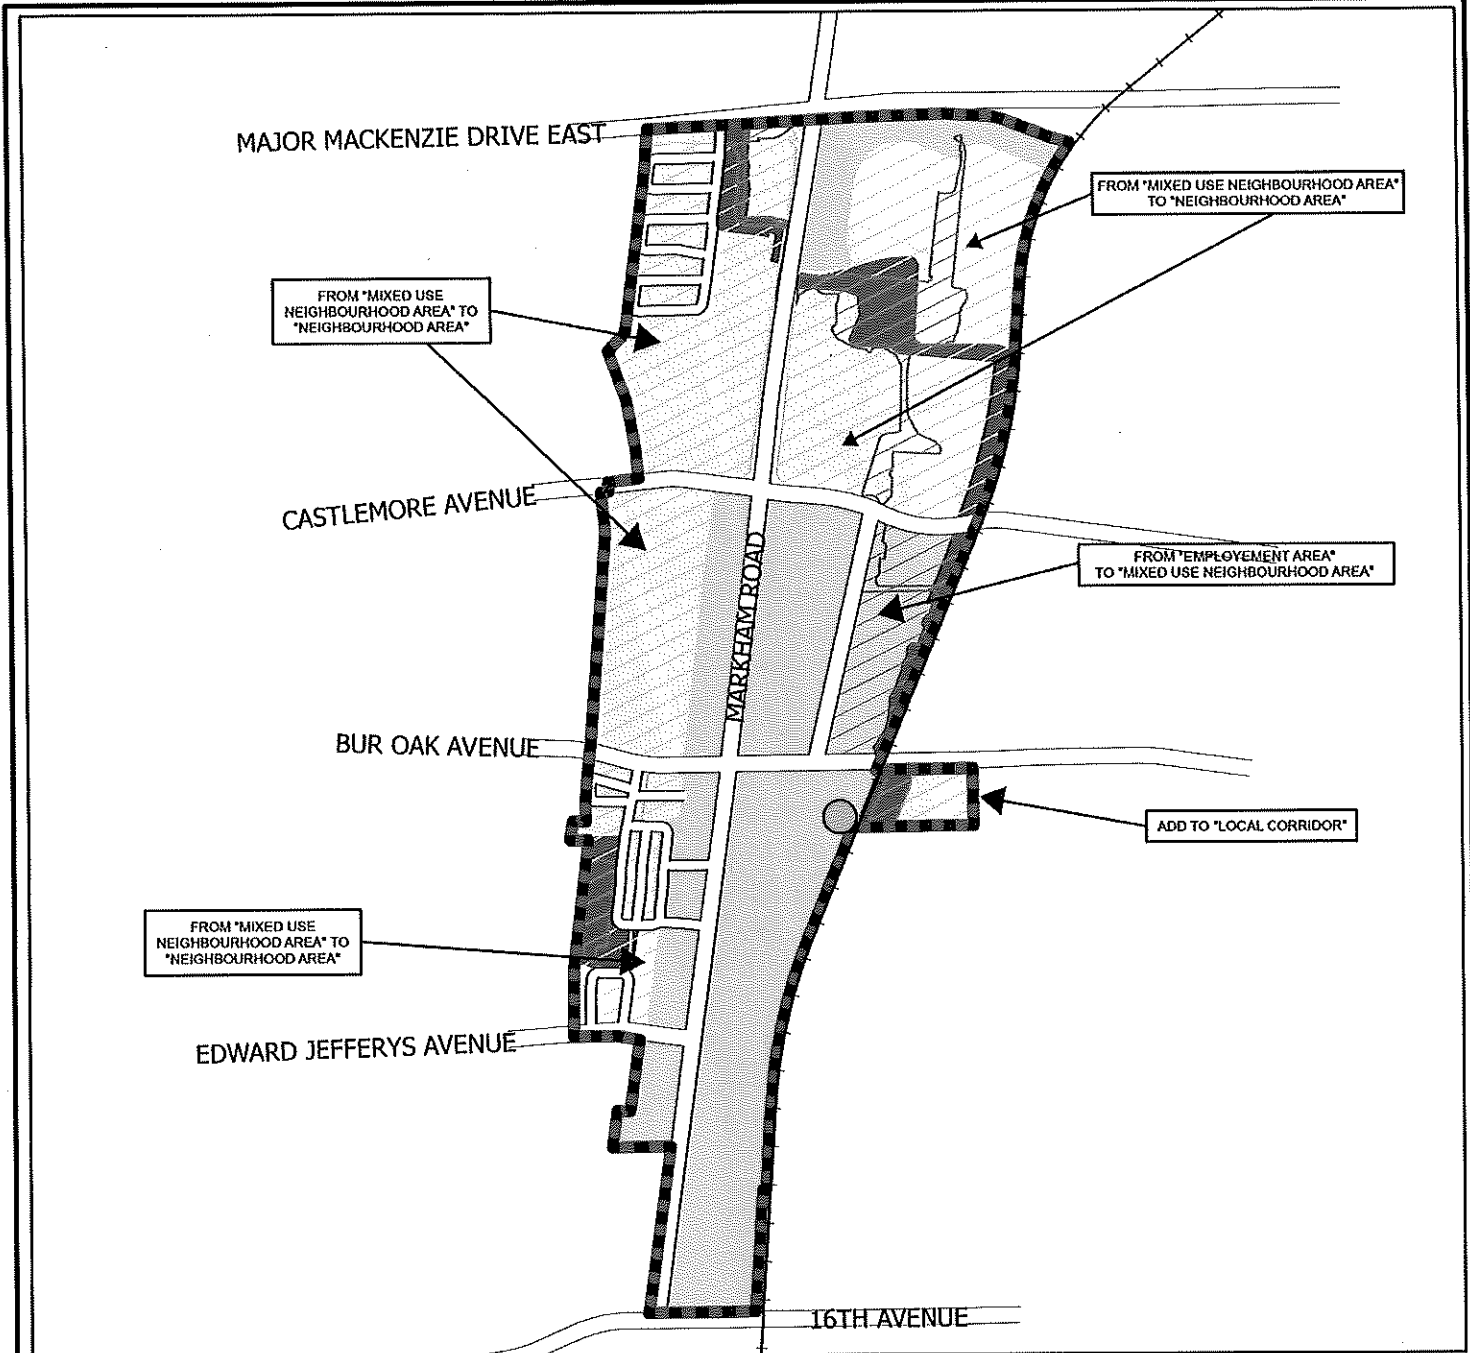 MAJOR MACKENZIE DRIVE EAST
FROM "MIXED USE NEIGHBOURHOOD AREA"
TO "NEIGHBOURHOOD AREA"
FROM "MIXED USE
NEIGHBOURHOOD AREA" TO
"NEIGHBOURHOOD AREA"
CASTLEMORE AVENUE
MARKHAM ROAD
FROM "EMPLOYEMENT AREA"
TO "MIXED USE NEIGHBOURHOOD AREA"
BUR OAK AVENUE
ADD TO "LOCAL CORRIDOR"
FROM "MIXED USE
NEIGHBOURHOOD AREA" TO
"NEIGHBOURHOOD AREA"
EDWARD JEFFERYS AVENUE
16TH AVENUE